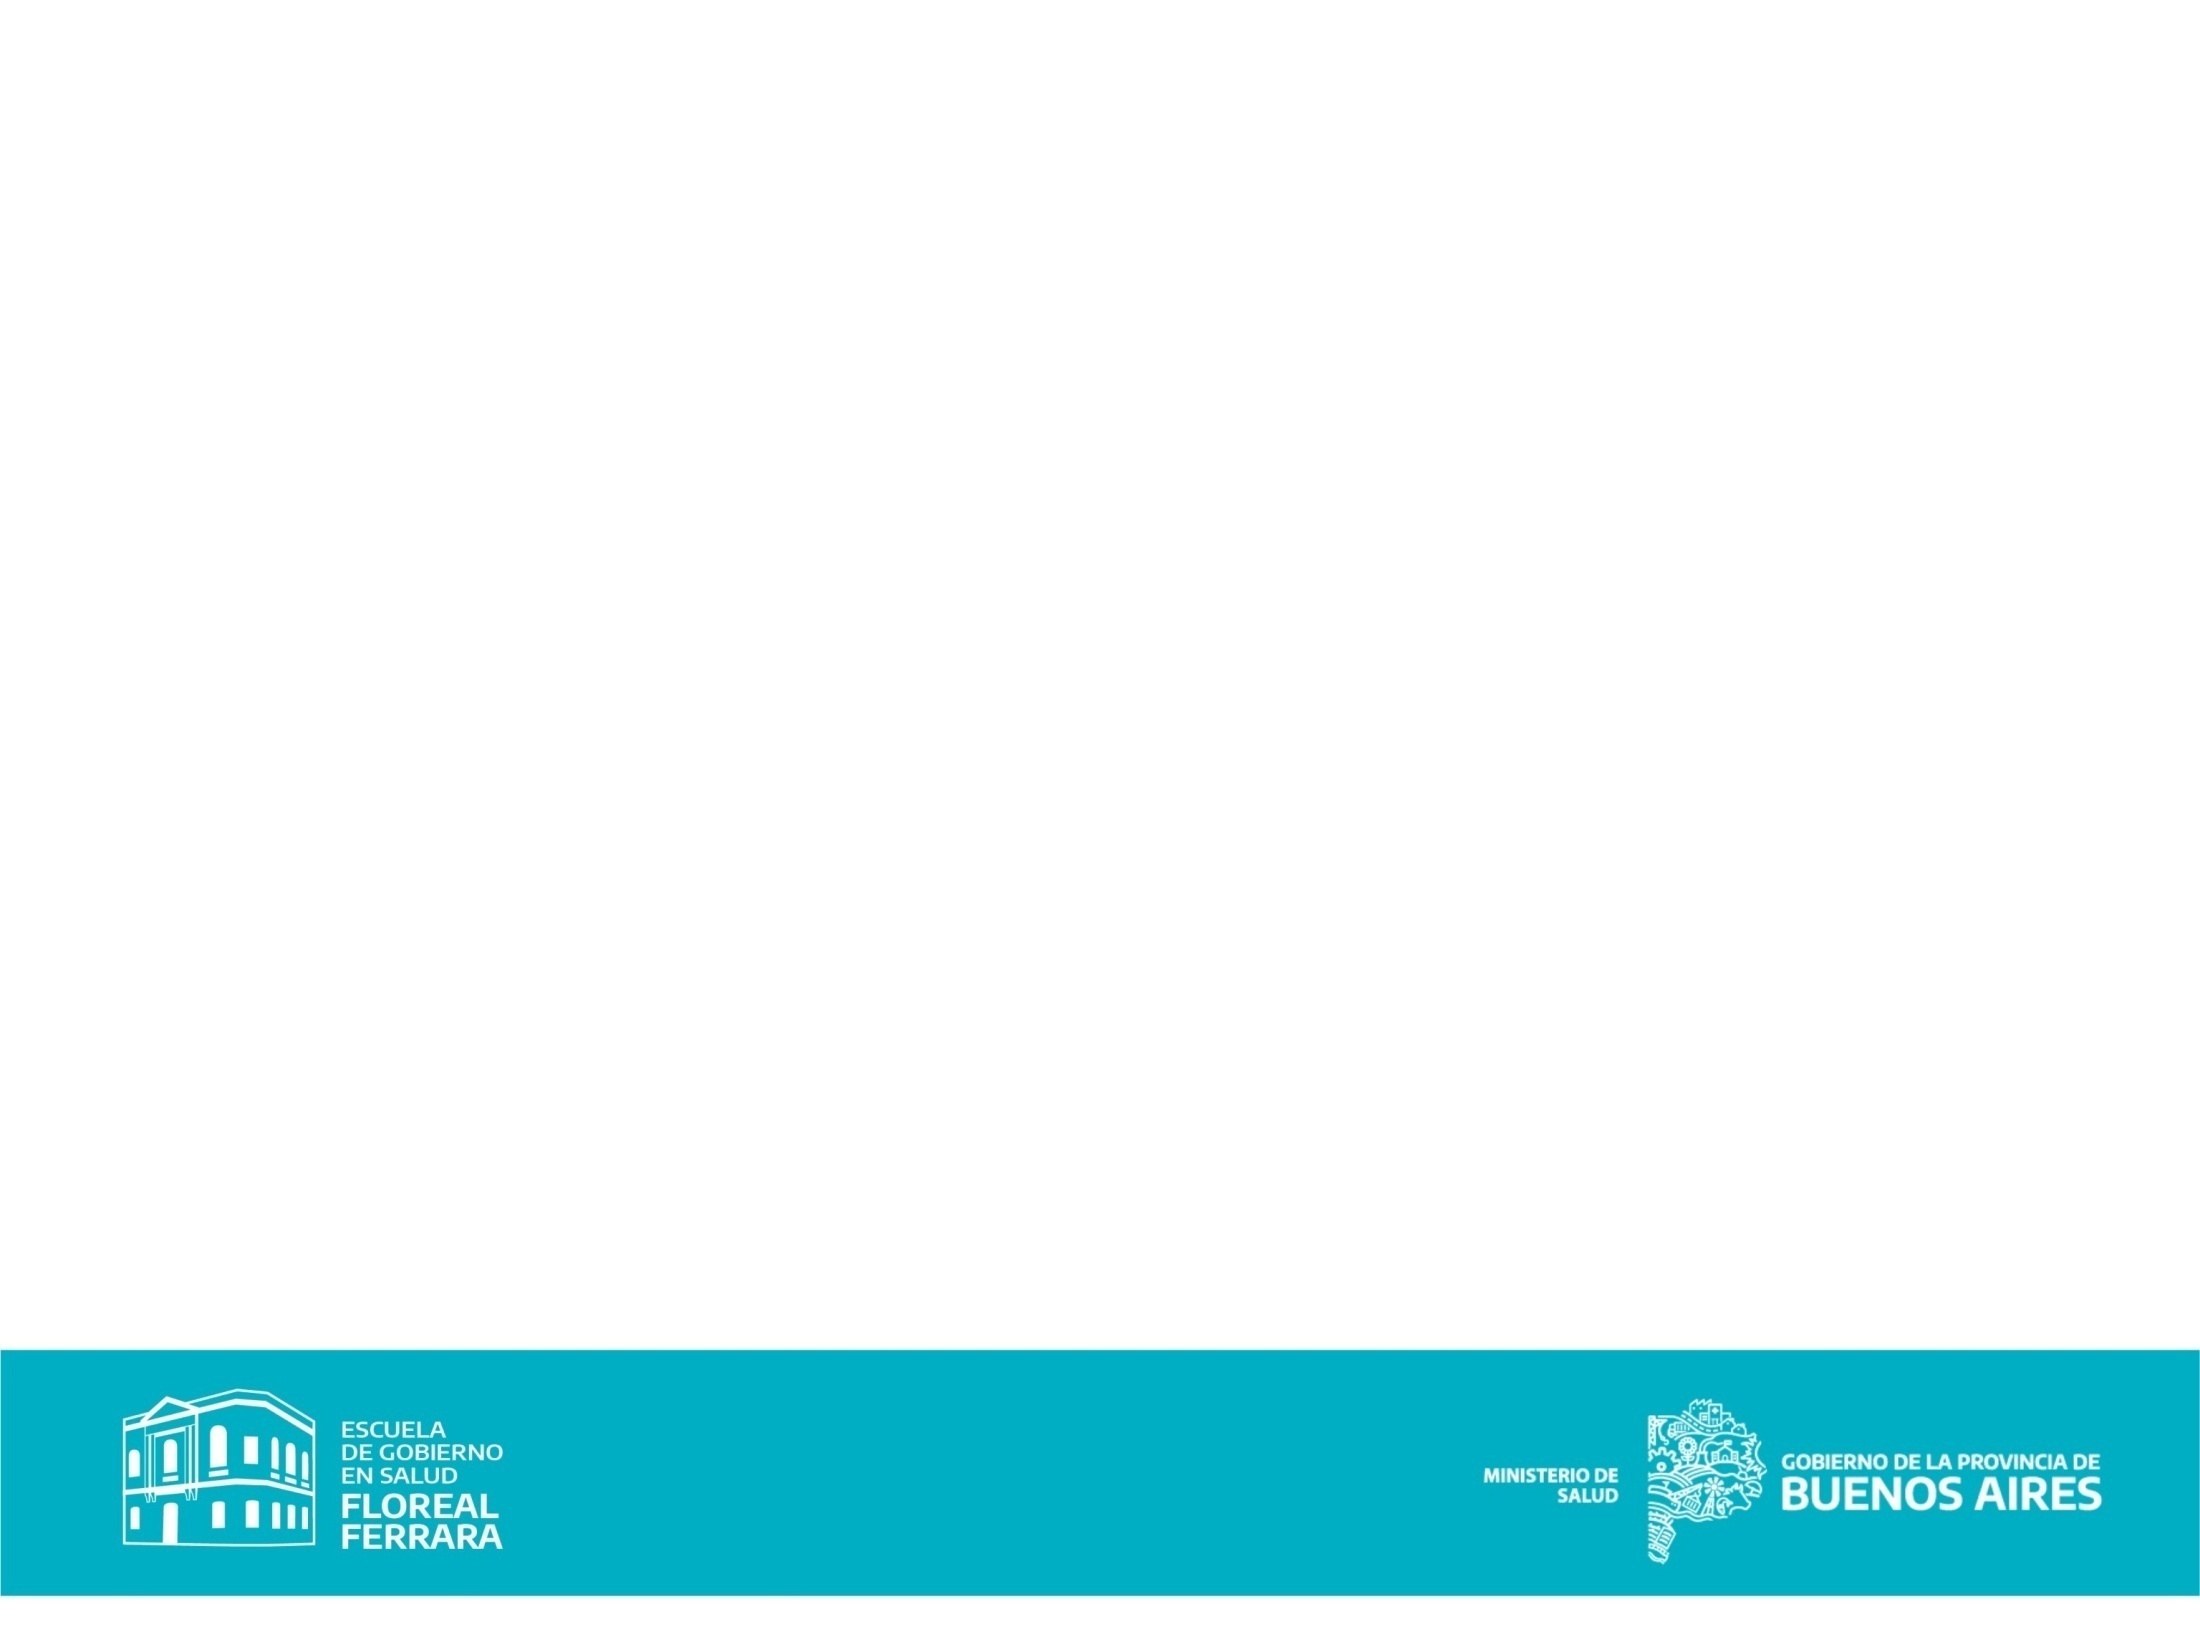 ESCUELA
DE GOBIERNO
EN SALUD
FLOREAL
FERRARA
MINISTERIO DE
SALUD
GOBIERNO DE LA PROVINCIA DE
BUENOS AIRES